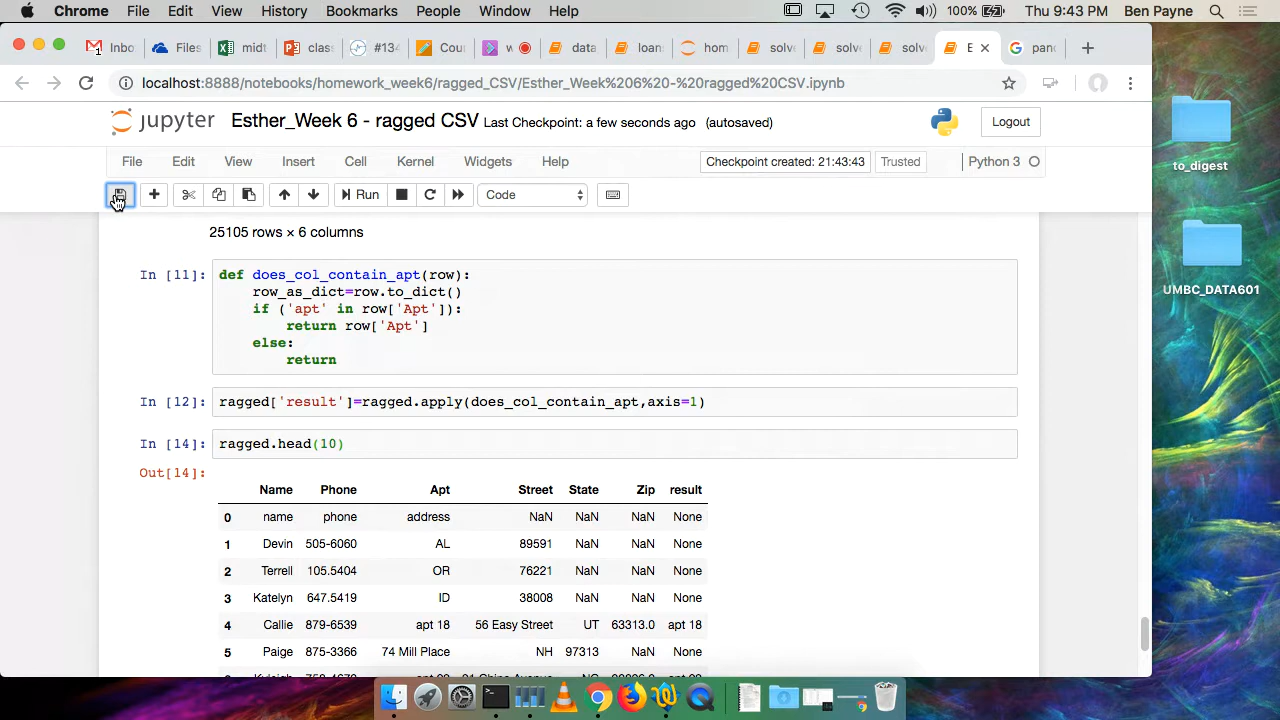 Chrome File Edit View History Bookmarks People Window Help 100% Thu 9:43 PM Ben Payne
Inbo Files midt class #134 Cou w data loan hom solve solve solv E pand
localhost:8888/notebooks/homework_week6/ragged_CSV/Esther_Week%206%20-%20ragged%20CSV.ipynb
jupyter Esther_Week 6 - ragged CSV Last Checkpoint: a few seconds ago (autosaved) Logout
File Edit View Insert Cell Kernel Widgets Help Checkpoint created: 21:43:43 Trusted Python 3
Run Code
25105 rows × 6 columns
In [11]: def does_col_contain_apt(row):
row_as_dict=row.to_dict()
if ('apt' in row['Apt']):
return row['Apt']
else:
return
In [12]: ragged['result']=ragged.apply(does_col_contain_apt,axis=1)
In [14]: ragged.head(10)
Out[14]:
Name Phone Apt Street State Zip result
0 name phone address NaN NaN NaN None
1 Devin 505-6060 AL 89591 NaN NaN None
2 Terrell 105.5404 OR 76221 NaN NaN None
3 Katelyn 647.5419 ID 38006 NaN NaN None
4 Callie 879-6539 apt 18 56 Easy Street UT 63313.0 apt 18
5 Paige 875-3366 74 Mill Place NH 97313 NaN None
to_digest
UMBC_DATA601